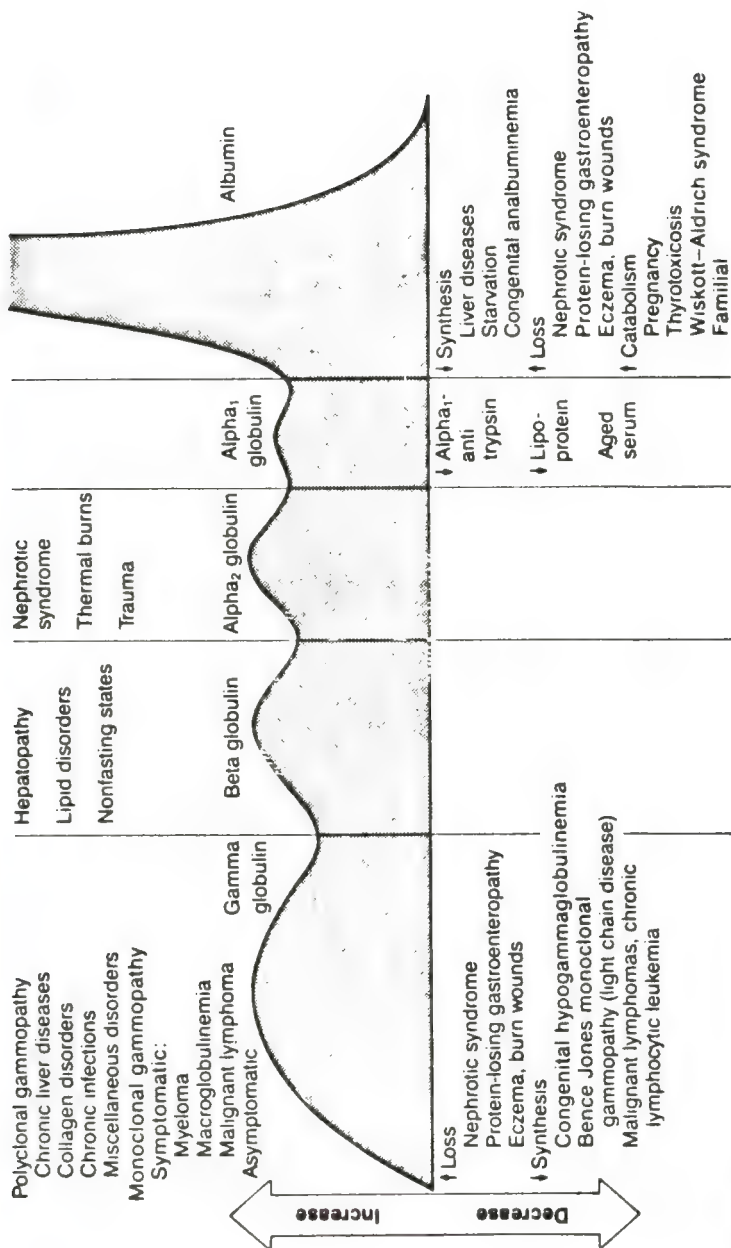 Polyclonal gammopathy
Chronic liver diseases
Collagen disorders
Chronic infections
Miscellaneous disorders
Monoclonal gammopathy
Symptomatic:
Myeloma
Macroglobulinemia
Malignant lymphoma
Asymptomatic
Hepatopathy
Lipid disorders
Nonfasting states
Nephrotic
syndrome
Thermal burns
Trauma
Gamma
globulin
Beta globulin
Alpha₂ globulin
Alpha₁
globulin
Albumin
Increase
Decrease
↑ Loss
Nephrotic syndrome
Protein-losing gastroenteropathy
Eczema, burn wounds
↓ Synthesis
Congenital hypogammaglobulinemia
Bence Jones monoclonal
gammopathy (light chain disease)
Malignant lymphomas, chronic
lymphocytic leukemia
↓ Alpha₁-
anti
trypsin
↓ Lipo-
protein
Aged
serum
↓ Synthesis
Liver diseases
Starvation
Congenital analbuminemia
↑ Loss
Nephrotic syndrome
Protein-losing gastroenteropathy
Eczema, burn wounds
↑ Catabolism
Pregnancy
Thyrotoxicosis
Wiskott-Aldrich syndrome
Familial